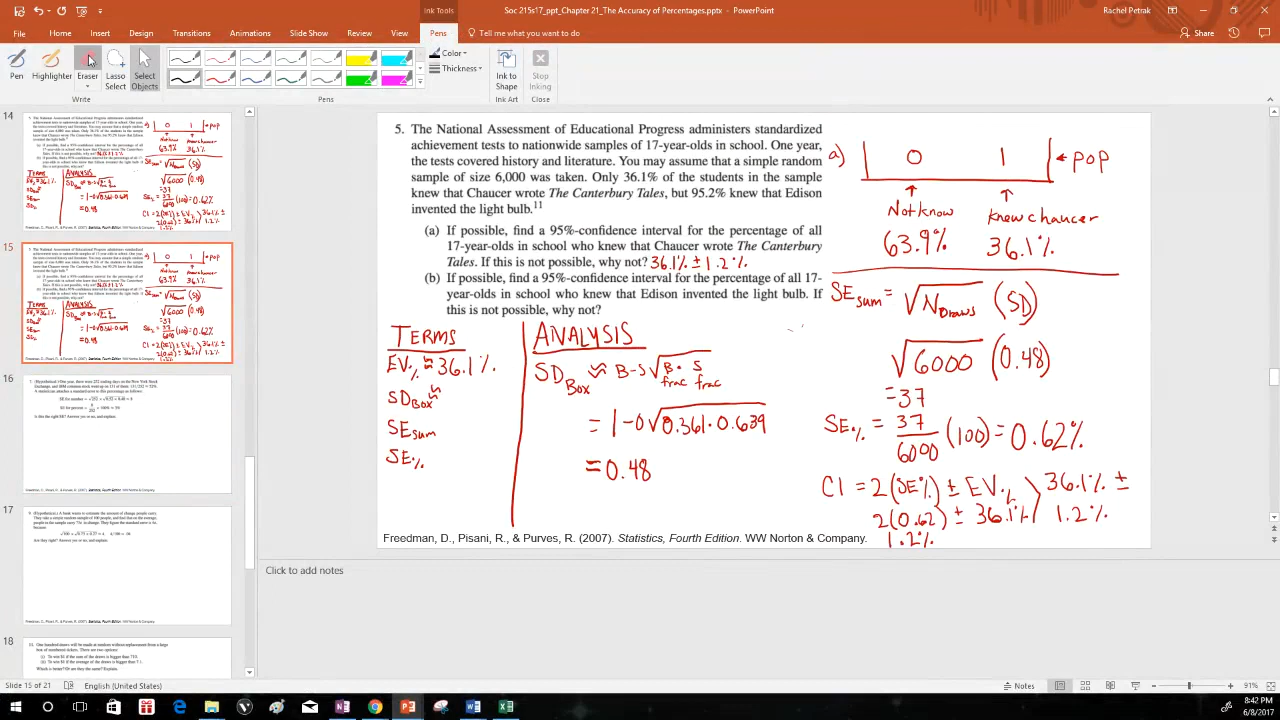 Soc 215s17_ppt_Chapter 21_The Accuracy of Percentages.pptx - PowerPoint
Rachel Petrak
File Home Insert Design Transitions Animations Slide Show Review View Pens Tell me what you want to do
Share
Pen Highlighter Eraser Lasso Select Select Objects
Color
Thickness
Ink to Shapes
Stop Inking
Write Pens Ink Art Close
14
15
17
18
5. The National Assessment of Educational Progress administers standardized
achievement tests to nationwide samples of 17-year-olds in school. One year,
the tests covered history and literature. You may assume that a simple random
sample of size 6,000 was taken. Only 36.1% of the students in the sample
knew that Chaucer wrote The Canterbury Tales, but 95.2% knew that Edison
invented the light bulb.11
(a) If possible, find a 95%-confidence interval for the percentage of all
17-year-olds in school who knew that Chaucer wrote The Canterbury
Tales. If this is not possible, why not? 36.1% ± 1.2%
(b) If possible, find a 95%-confidence interval for the percentage of all 17-
year-olds in school who knew that Edison invented the light bulb. If
this is not possible, why not?
a) 0 1 ← pop
Not know knew chaucer
63.9% 36.1%
TERMS
EV% ≈ 36.1%
SDBox ≈
SEsum
SE%
ANALYSIS
SDBox ≈ B-S √B frac · S frac
= 1-0√0.361·0.639
= 0.48
SEsum = √NDraws (SD)
√6000 (0.48)
=37
SE% = 37/6000 (100) = 0.62%
CI = 2(SE%) ± EV% 36.1% ±
2(0.62) ± 36.1% 1.2%
1.2%
Freedman, D., Pisani, R., & Purves, R. (2007). Statistics, Fourth Edition. WW Norton & Company.
Click to add notes
Slide 15 of 21 English (United States) Notes 91%
8:42 PM
6/8/2017